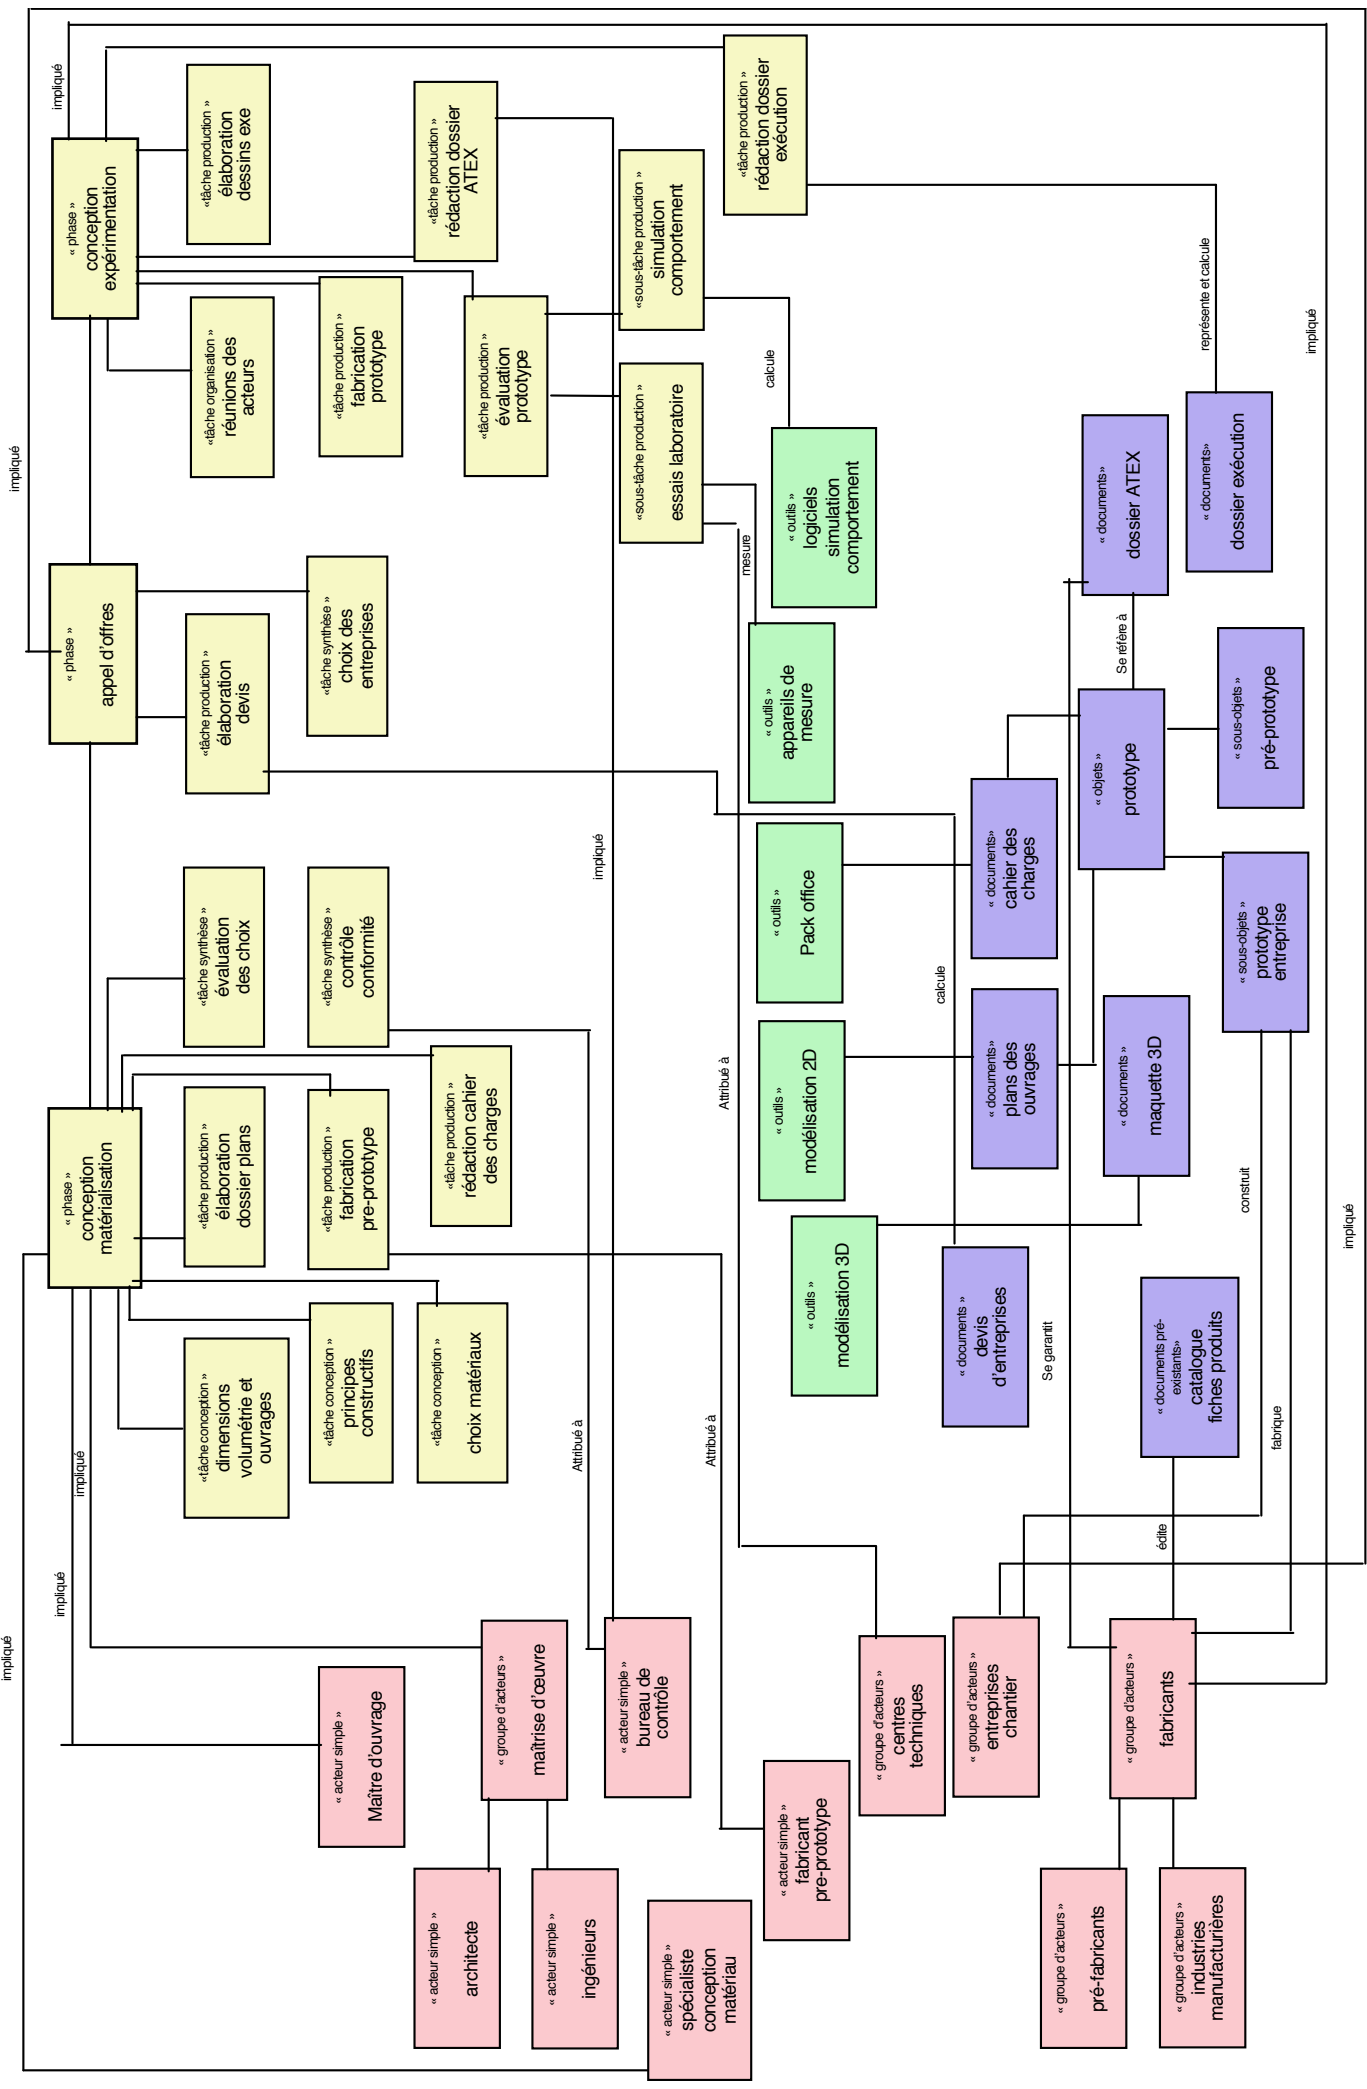 impliqué
impliqué
« phase »
conception
expérimentation
«tâche production »
élaboration
dessins exe
«tâche organisation »
réunions des
acteurs
«tâche production »
fabrication
prototype
«tâche production »
rédaction dossier
ATEX
«tâche production »
évaluation
prototype
«sous-tâche production »
simulation
comportement
«sous-tâche production »
essais laboratoire
«tâche production »
rédaction dossier
exécution
calcule
mesure
représente et calcule
impliqué
« phase »
appel d'offres
«tâche production »
élaboration
devis
«tâche synthèse »
choix des
entreprises
« outils »
logiciels
simulation
comportement
« outils »
appareils de
mesure
« documents»
dossier ATEX
« documents»
dossier exécution
Se réfère à
« objets »
prototype
« sous-objets »
pré-prototype
« sous-objets »
prototype
entreprise
« phase »
conception
matérialisation
«tâche synthèse »
évaluation
des choix
«tâche synthèse »
contrôle
conformité
«tâche production »
élaboration
dossier plans
«tâche production »
fabrication
pre-prototype
«tâche production »
rédaction cahier
des charges
«tâche conception »
dimensions
volumétrie et
ouvrages
«tâche conception »
principes
constructifs
«tâche conception »
choix matériaux
impliqué
Attribué à
calcule
« outils »
Pack office
« outils »
modélisation 2D
« outils »
modélisation 3D
« documents»
cahier des
charges
« documents»
plans des
ouvrages
« documents »
maquette 3D
« documents »
devis
d'entreprises
« documents pré-
existants»
catalogue
fiches produits
construit
impliqué
Se garantit
fabrique
édite
Attribué à
Attribué à
impliqué
impliqué
impliqué
« acteur simple »
Maître d'ouvrage
« groupe d'acteurs »
maîtrise d'œuvre
« acteur simple »
bureau de
contrôle
« acteur simple »
architecte
« acteur simple »
ingénieurs
« acteur simple »
spécialiste
conception
matériau
« acteur simple »
fabricant
pre-prototype
« groupe d'acteurs »
centres
techniques
« groupe d'acteurs »
entreprises
chantier
« groupe d'acteurs »
fabricants
« groupe d'acteurs »
pré-fabricants
« groupe d'acteurs »
industries
manufacturières